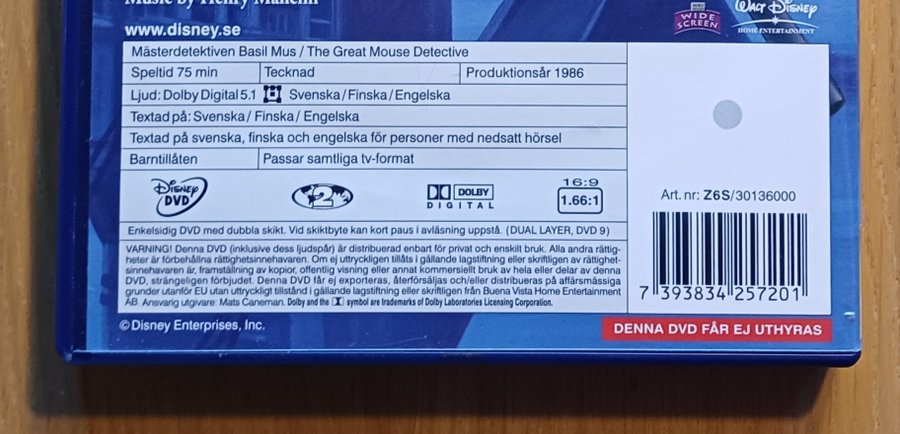 Music by Henry Mancini
www.disney.se
WIDE
SCREEN
WALT DISNEY
HOME ENTERTAINMENT
Mästerdetektiven Basil Mus / The Great Mouse Detective
Speltid 75 min Tecknad Produktionsår 1986
Ljud: Dolby Digital 5.1 Svenska / Finska / Engelska
Textad på: Svenska / Finska / Engelska
Textad på svenska, finska och engelska för personer med nedsatt hörsel
Barntillåten Passar samtliga tv-format
DISNEY
DVD
2
DOLBY
DIGITAL
16:9
1.66:1
Enkelsidig DVD med dubbla skikt. Vid skiktbyte kan kort paus i avläsning uppstå. (DUAL LAYER, DVD 9)
VARNING! Denna DVD (inklusive dess ljudspår) är distribuerad enbart för privat och enskilt bruk. Alla andra rättig-
heter är förbehållna rättighetsinnehavaren. Om ej uttryckligen tillåts i gällande lagstiftning eller skriftligen av rättighet-
sinnehavaren är, framställning av kopior, offentlig visning eller annat kommersiellt bruk av hela eller delar av denna
DVD, strängeligen förbjudet. Denna DVD får ej exporteras, återförsäljas och/eller distribueras på affärsmässiga
grunder utanför EU utan uttryckligt tillstånd i gällande lagstiftning eller skriftligen från Buena Vista Home Entertainment
AB. Ansvarig utgivare: Mats Caneman. Dolby and the symbol are trademarks of Dolby Laboratories Licensing Corporation.
Art. nr: Z6S/30136000
7 393834 257201
© Disney Enterprises, Inc.
DENNA DVD FÅR EJ UTHYRAS